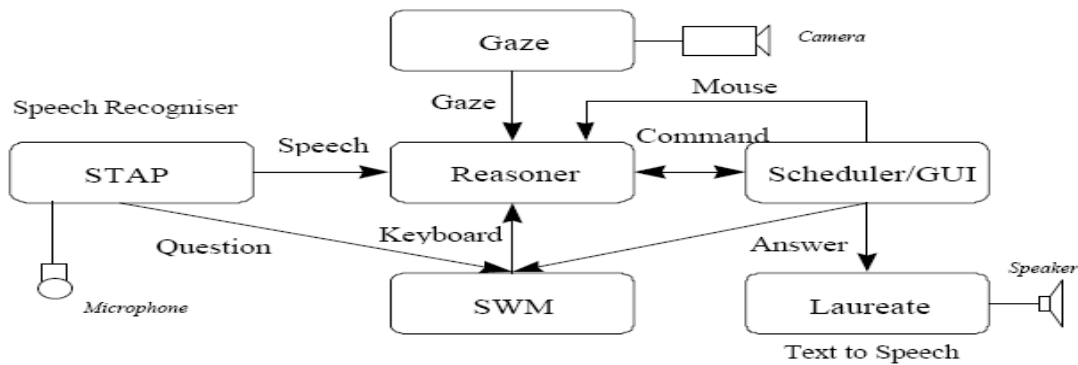 Gaze
Camera
Gaze
Mouse
Speech Recogniser
Speech
Command
STAP
Reasoner
Scheduler/GUI
Question
Keyboard
Answer
Microphone
SWM
Laureate
Speaker
Text to Speech